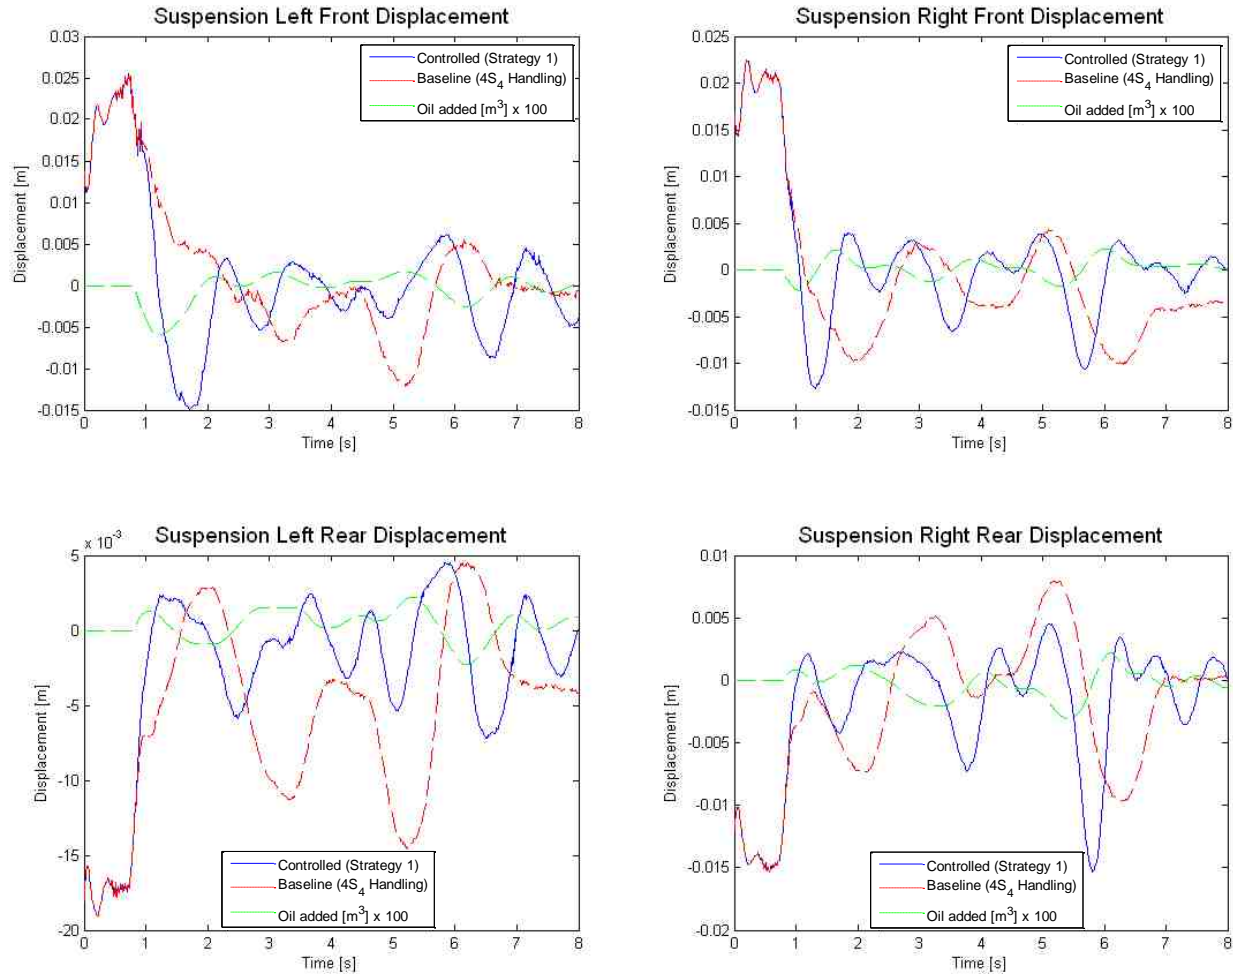 Suspension Left Front Displacement
0.03
0.025
0.02
0.015
0.01
0.005
0
-0.005
-0.01
-0.015
Displacement [m]
Controlled (Strategy 1)
Baseline (4S4 Handling)
Oil added [m3] x 100
0 1 2 3 4 5 6 7 8
Time [s]
Suspension Right Front Displacement
0.025
0.02
0.015
0.01
0.005
0
-0.005
-0.01
-0.015
Displacement [m]
Controlled (Strategy 1)
Baseline (4S4 Handling)
Oil added [m3] x 100
0 1 2 3 4 5 6 7 8
Time [s]
Suspension Left Rear Displacement
x 10-3
5
0
-5
-10
-15
-20
Displacement [m]
Controlled (Strategy 1)
Baseline (4S4 Handling)
Oil added [m3] x 100
0 1 2 3 4 5 6 7 8
Time [s]
Suspension Right Rear Displacement
0.01
0.005
0
-0.005
-0.01
-0.015
-0.02
Displacement [m]
Controlled (Strategy 1)
Baseline (4S4 Handling)
Oil added [m3] x 100
0 1 2 3 4 5 6 7 8
Time [s]